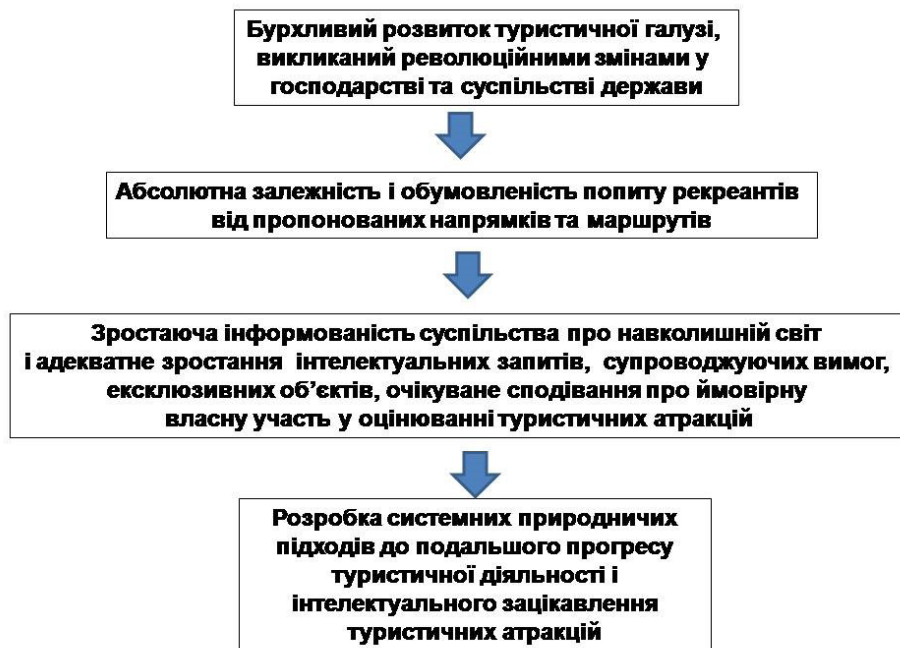 Бурхливий розвиток туристичної галузі,
викликаний революційними змінами у
господарстві та суспільстві держави
Абсолютна залежність і обумовленість попиту рекреантів
від пропонованих напрямків та маршрутів
Зростаюча інформованість суспільства про навколишній світ
і адекватне зростання інтелектуальних запитів, супроводжуючих вимог,
ексклюзивних об’єктів, очікуване сподівання про ймовірну
власну участь у оцінюванні туристичних атракцій
Розробка системних природничих
підходів до подальшого прогресу
туристичної діяльності і
інтелектуального зацікавлення
туристичних атракцій